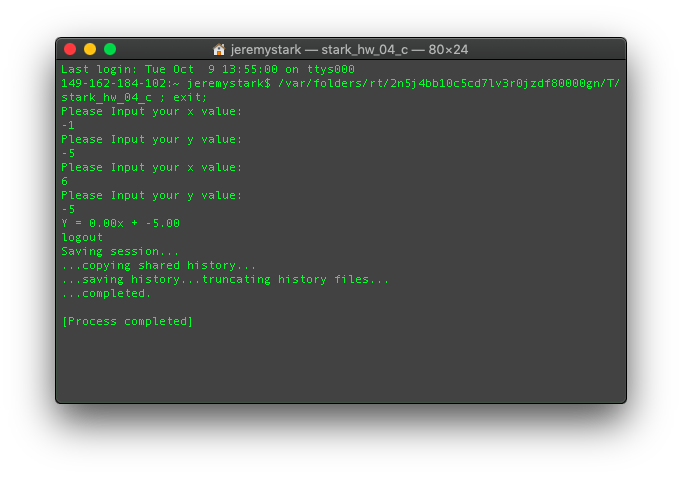 jeremystark — stark_hw_04_c — 80×24
Last login: Tue Oct  9 13:55:00 on ttys000
149-162-184-102:~ jeremystark$ /var/folders/rt/2n5j4bb10c5cd7lv3r0jzdf80000gn/T/
stark_hw_04_c ; exit;
Please Input your x value:
-1
Please Input your y value:
-5
Please Input your x value:
6
Please Input your y value:
-5
Y = 0.00x + -5.00
logout
Saving session...
...copying shared history...
...saving history...truncating history files...
...completed.
[Process completed]